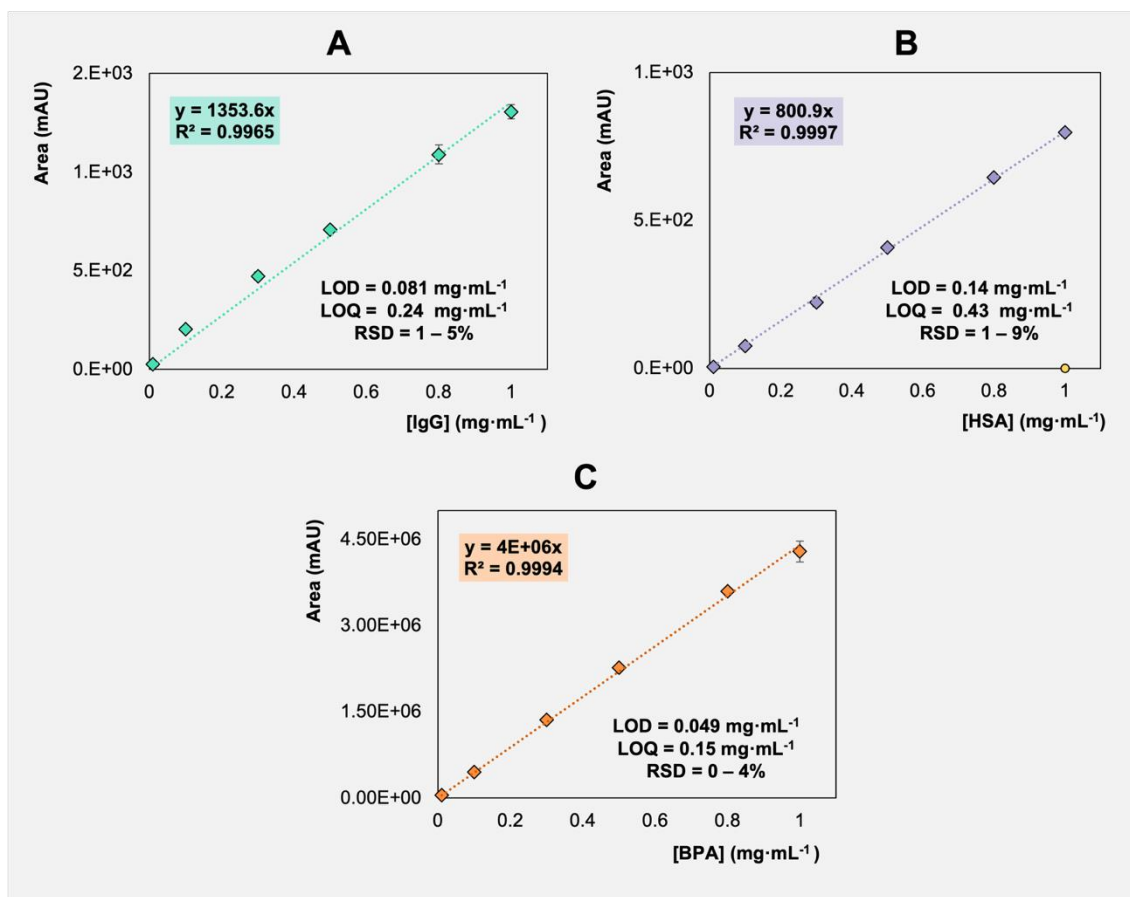 A
2.E+03
1.E+03
5.E+02
0.E+00
Area (mAU)
y = 1353.6x
R² = 0.9965
LOD = 0.081 mg·mL⁻¹
LOQ = 0.24 mg·mL⁻¹
RSD = 1 – 5%
0 0.2 0.4 0.6 0.8 1
[IgG] (mg·mL⁻¹ )
B
1.E+03
5.E+02
0.E+00
Area (mAU)
y = 800.9x
R² = 0.9997
LOD = 0.14 mg·mL⁻¹
LOQ = 0.43 mg·mL⁻¹
RSD = 1 – 9%
0 0.2 0.4 0.6 0.8 1
[HSA] (mg·mL⁻¹)
C
4.50E+06
3.00E+06
1.50E+06
0.00E+00
Area (mAU)
y = 4E+06x
R² = 0.9994
LOD = 0.049 mg·mL⁻¹
LOQ = 0.15 mg·mL⁻¹
RSD = 0 – 4%
0 0.2 0.4 0.6 0.8 1
[BPA] (mg·mL⁻¹ )